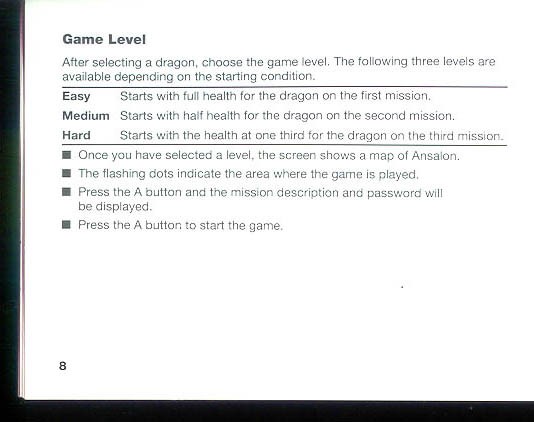 Game Level
After selecting a dragon, choose the game level. The following three levels are
available depending on the starting condition.
Easy Starts with full health for the dragon on the first mission.
Medium Starts with half health for the dragon on the second mission.
Hard Starts with the health at one third for the dragon on the third mission.
■ Once you have selected a level, the screen shows a map of Ansalon.
■ The flashing dots indicate the area where the game is played.
■ Press the A button and the mission description and password will
be displayed.
■ Press the A button to start the game.
8